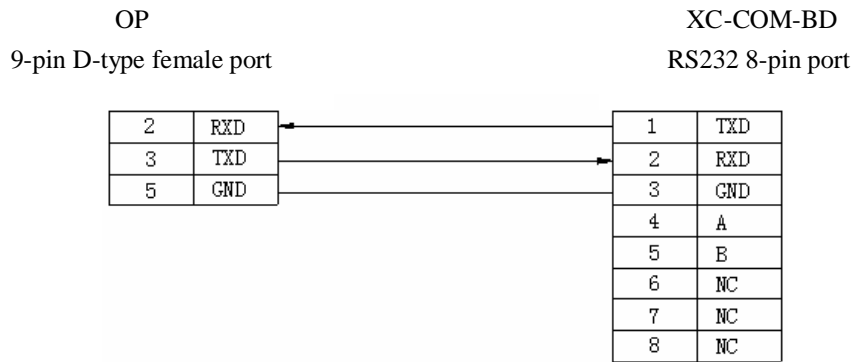 OP XC-COM-BD
9-pin D-type female port RS232 8-pin port
2 RXD 1 TXD
3 TXD 2 RXD
5 GND 3 GND
4 A
5 B
6 NC
7 NC
8 NC